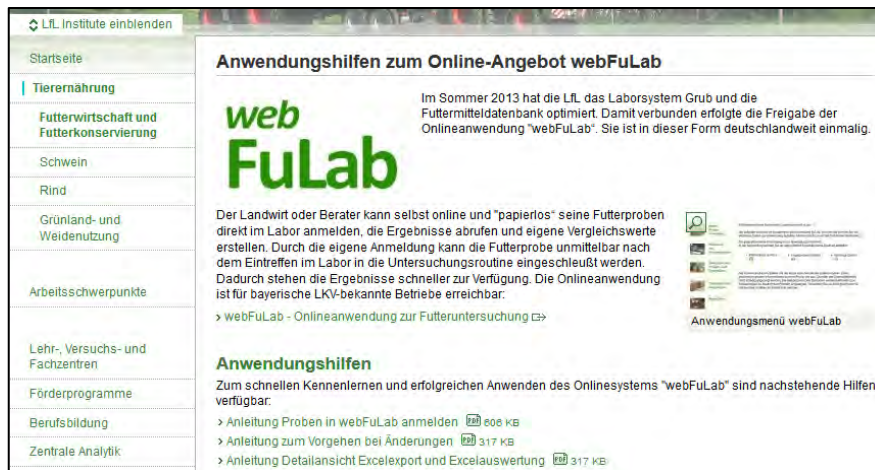 LfL Institute einblenden
Startseite
Tierernährung
Futterwirtschaft und
Futterkonservierung
Schwein
Rind
Grünland- und
Weidenutzung
Arbeitsschwerpunkte
Lehr-, Versuchs- und
Fachzentren
Förderprogramme
Berufsbildung
Zentrale Analytik
Anwendungshilfen zum Online-Angebot webFuLab
web
FuLab
Im Sommer 2013 hat die LfL das Laborsystem Grub und die
Futtermitteldatenbank optimiert. Damit verbunden erfolgte die Freigabe der
Onlineanwendung "webFuLab". Sie ist in dieser Form deutschlandweit einmalig.
Der Landwirt oder Berater kann selbst online und "papierlos" seine Futterproben
direkt im Labor anmelden, die Ergebnisse abrufen und eigene Vergleichswerte
erstellen. Durch die eigene Anmeldung kann die Futterprobe unmittelbar nach
dem Eintreffen im Labor in die Untersuchungsroutine eingeschleußt werden.
Dadurch stehen die Ergebnisse schneller zur Verfügung. Die Onlineanwendung
ist für bayerische LKV-bekannte Betriebe erreichbar:
› webFuLab - Onlineanwendung zur Futteruntersuchung
Anwendungsmenü webFuLab
Anwendungshilfen
Zum schnellen Kennenlernen und erfolgreichen Anwenden des Onlinesystems "webFuLab" sind nachstehende Hilfen
verfügbar:
› Anleitung Proben in webFuLab anmelden PDF 606 KB
› Anleitung zum Vorgehen bei Änderungen PDF 317 KB
› Anleitung Detailansicht Excelexport und Excelauswertung PDF 317 KB